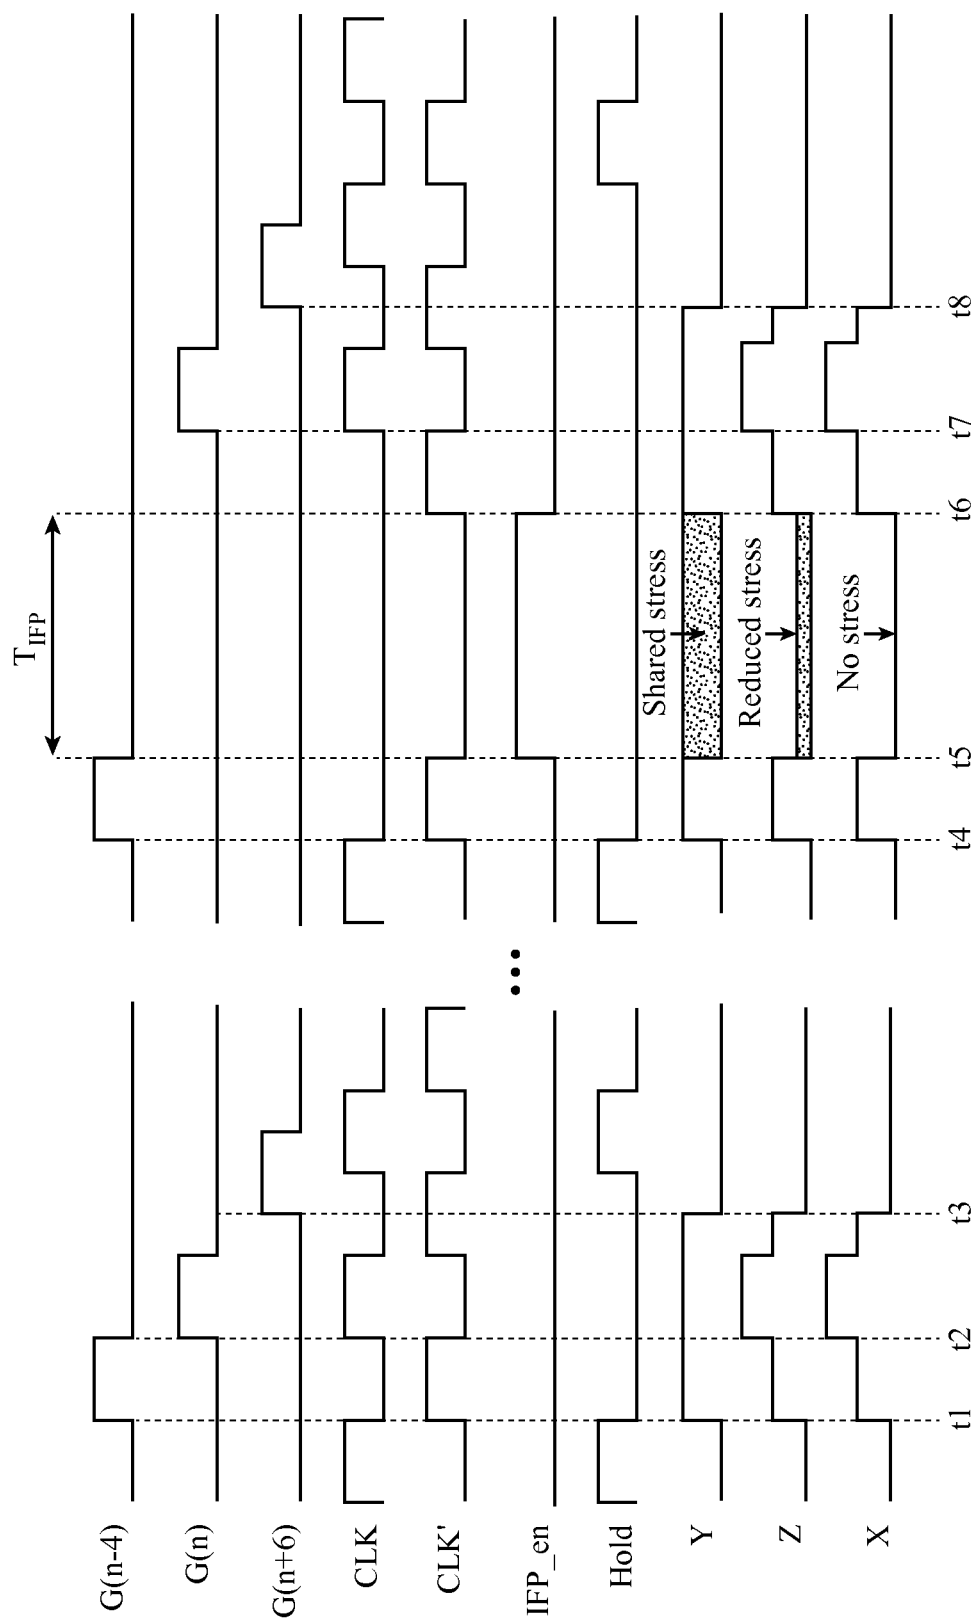 T_IFP
G(n-4)
G(n)
G(n+6)
CLK
CLK'
IFP_en
Hold
Y
Shared stress
Z
Reduced stress
X
No stress
t1 t2 t3 t4 t5 t6 t7 t8